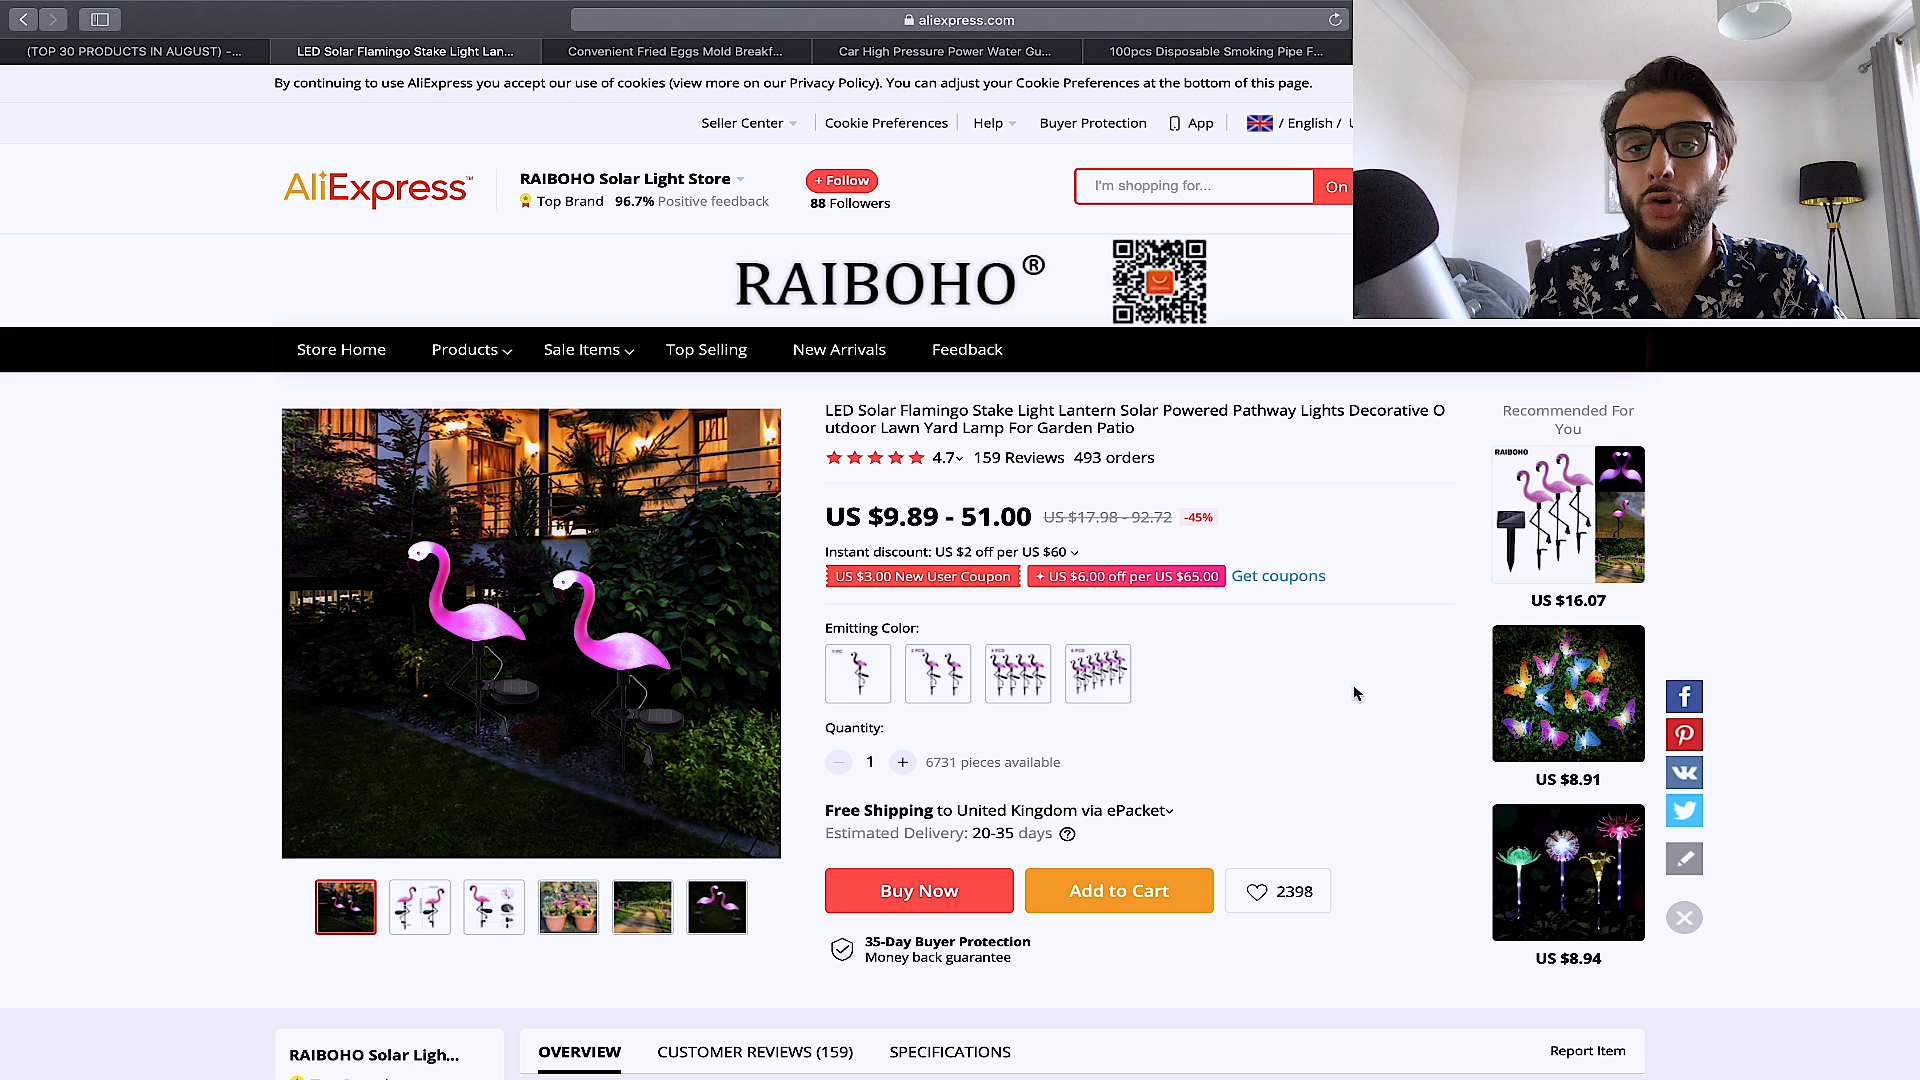 aliexpress.com
(TOP 30 PRODUCTS IN AUGUST) -...
LED Solar Flamingo Stake Light Lan...
Convenient Fried Eggs Mold Breakf...
Car High Pressure Power Water Gu...
100pcs Disposable Smoking Pipe F...
By continuing to use AliExpress you accept our use of cookies (view more on our Privacy Policy). You can adjust your Cookie Preferences at the bottom of this page.
Seller Center
Cookie Preferences
Help
Buyer Protection
App
/ English /
AliExpress™
RAIBOHO Solar Light Store
Top Brand 96.7% Positive feedback
+ Follow
88 Followers
I'm shopping for...
On
RAIBOHO®
Store Home
Products
Sale Items
Top Selling
New Arrivals
Feedback
LED Solar Flamingo Stake Light Lantern Solar Powered Pathway Lights Decorative O
utdoor Lawn Yard Lamp For Garden Patio
4.7 159 Reviews 493 orders
US $9.89 - 51.00 US $17.98 - 92.72 -45%
Instant discount: US $2 off per US $60
US $3.00 New User Coupon
US $6.00 off per US $65.00
Get coupons
Emitting Color:
1 PC
2 PCS
4 PCS
6 PCS
Quantity:
1
6731 pieces available
Free Shipping to United Kingdom via ePacket
Estimated Delivery: 20-35 days
Buy Now
Add to Cart
2398
35-Day Buyer Protection
Money back guarantee
Recommended For
You
RAIBOHO
US $16.07
US $8.91
US $8.94
RAIBOHO Solar Ligh...
OVERVIEW
CUSTOMER REVIEWS (159)
SPECIFICATIONS
Report Item